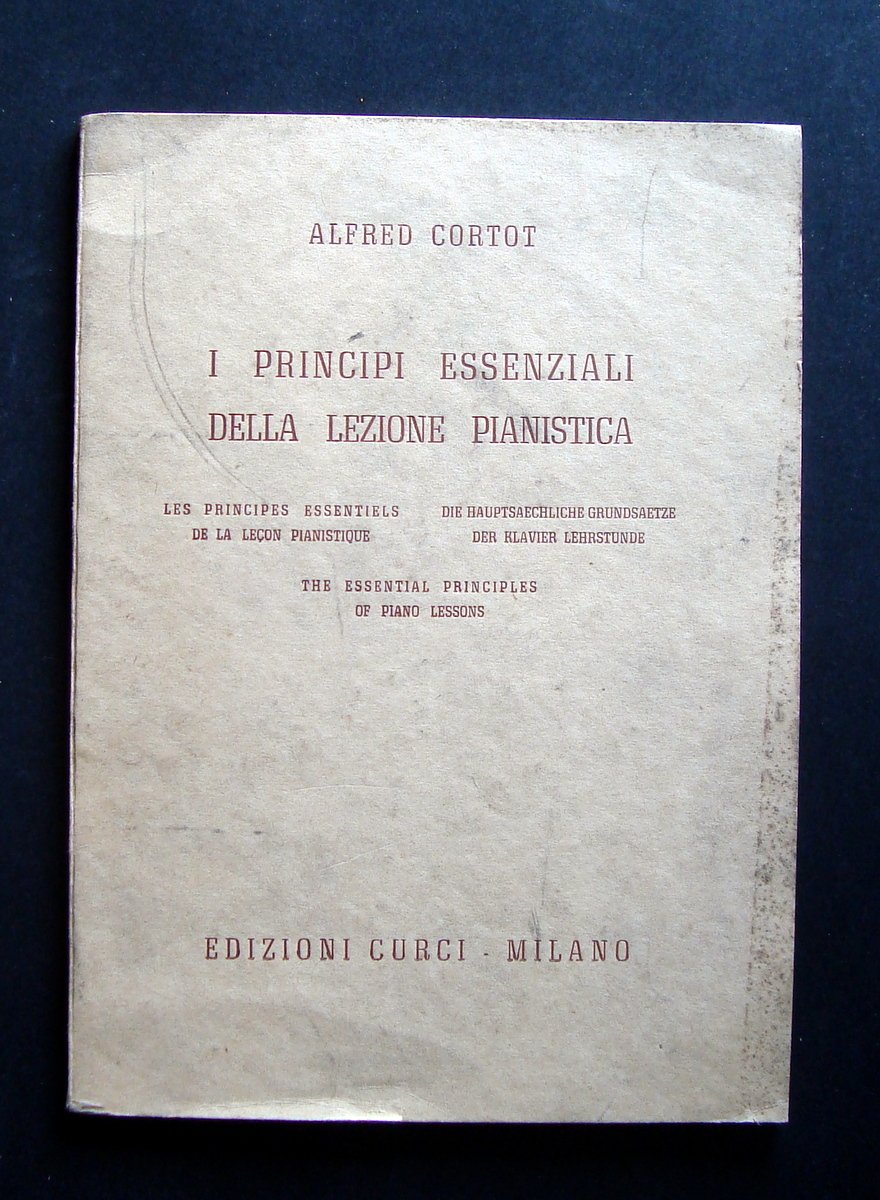 ALFRED CORTOT
I PRINCIPI ESSENZIALI
DELLA LEZIONE PIANISTICA
LES PRINCIPES ESSENTIELS
DE LA LEÇON PIANISTIQUE
DIE HAUPTSAECHLICHE GRUNDSAETZE
DER KLAVIER LEHRSTUNDE
THE ESSENTIAL PRINCIPLES
OF PIANO LESSONS
EDIZIONI CURCI - MILANO